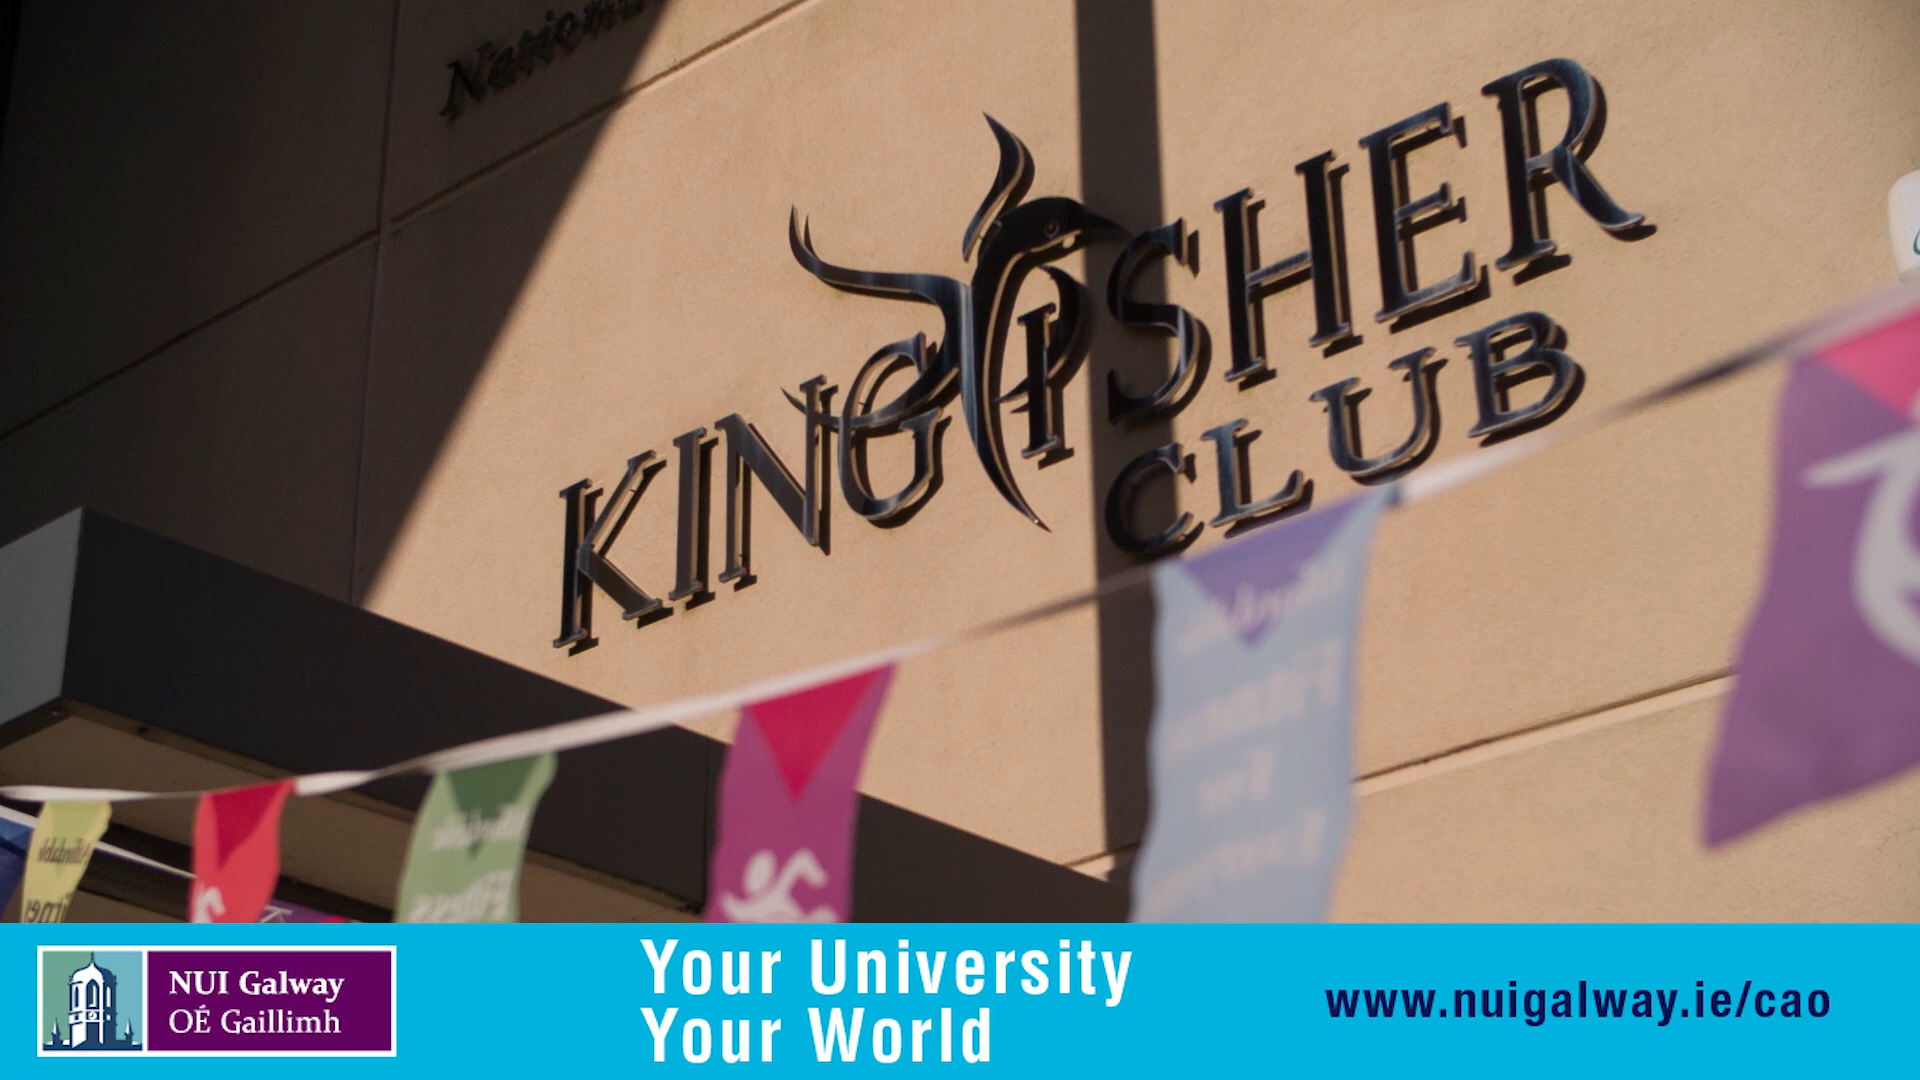 KINGFISHER
CLUB
NUI Galway
OÉ Gaillimh
Your University
Your World
www.nuigalway.ie/cao